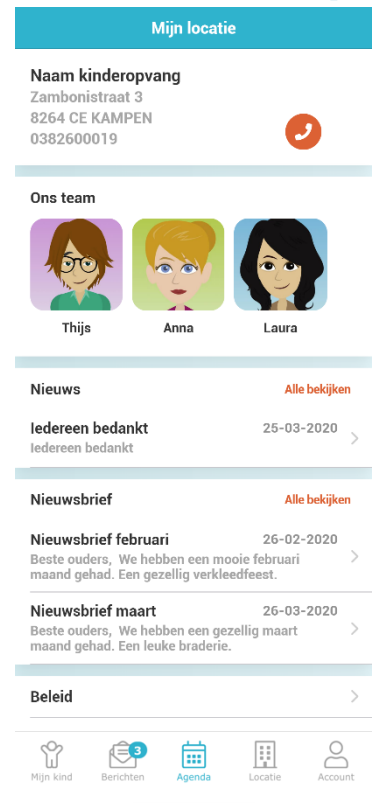 Mijn locatie
Naam kinderopvang
Zambonistraat 3
8264 CE KAMPEN
0382600019
Ons team
Thijs Anna Laura
Nieuws Alle bekijken
Iedereen bedankt 25-03-2020
Iedereen bedankt
Nieuwsbrief Alle bekijken
Nieuwsbrief februari 26-02-2020
Beste ouders, We hebben een mooie februari
maand gehad. Een gezellig verkleedfeest.
Nieuwsbrief maart 26-03-2020
Beste ouders, We hebben een gezellig maart
maand gehad. Een leuke braderie.
Beleid
3
Mijn kind Berichten Agenda Locatie Account